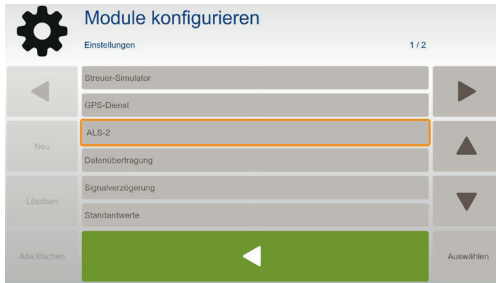 Module konfigurieren
Einstellungen 1 / 2
Streuer-Simulator
GPS-Dienst
Neu
ALS-2
Datenübertragung
Löschen
Signalverzögerung
Standardwerte
Alle löschen
Auswählen